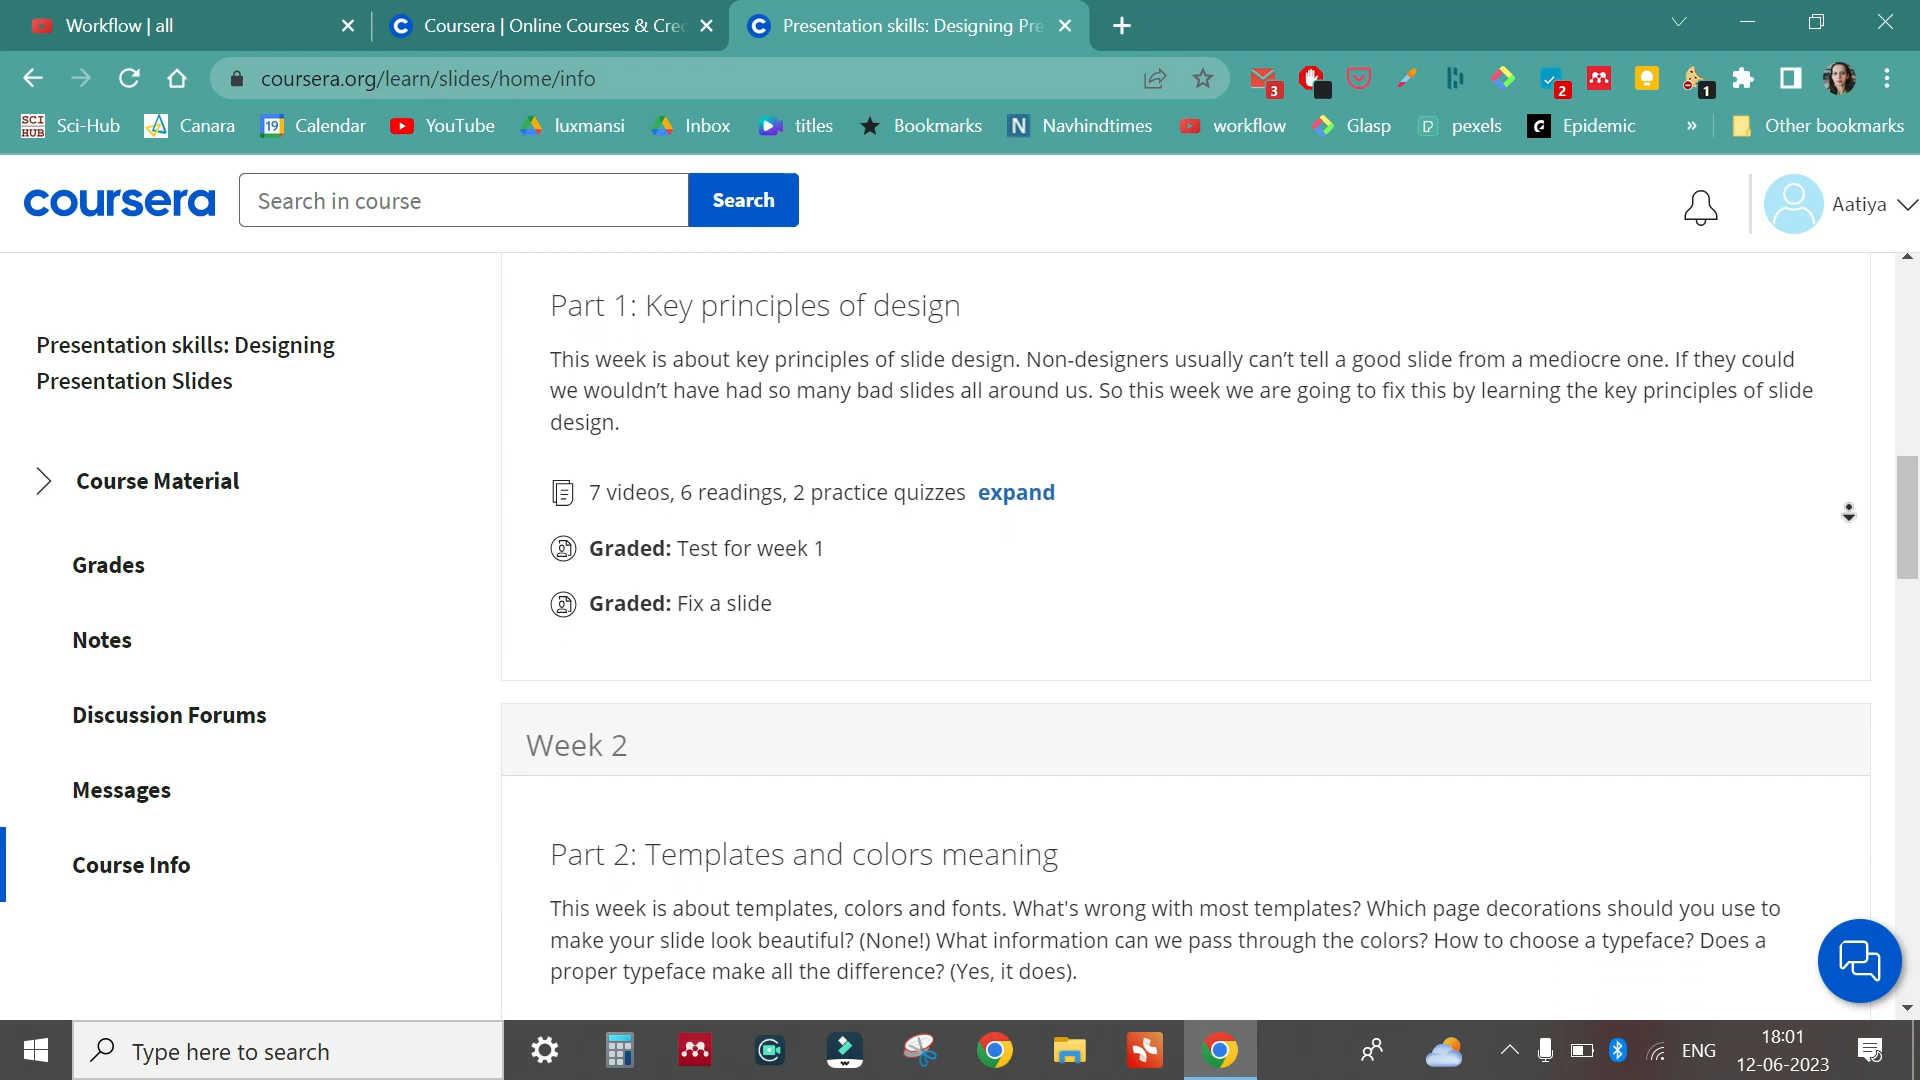 Workflow | all
Coursera | Online Courses & Crec
Presentation skills: Designing Pre
coursera.org/learn/slides/home/info
3
2
1
SCI HUB Sci-Hub
Canara
19 Calendar
YouTube
luxmansi
Inbox
titles
Bookmarks
N Navhindtimes
workflow
Glasp
pexels
Epidemic
»
Other bookmarks
coursera
Search in course
Search
Aatiya
Presentation skills: Designing
Presentation Slides
Course Material
Grades
Notes
Discussion Forums
Messages
Course Info
Part 1: Key principles of design
This week is about key principles of slide design. Non-designers usually can’t tell a good slide from a mediocre one. If they could
we wouldn’t have had so many bad slides all around us. So this week we are going to fix this by learning the key principles of slide
design.
7 videos, 6 readings, 2 practice quizzes expand
Graded: Test for week 1
Graded: Fix a slide
Week 2
Part 2: Templates and colors meaning
This week is about templates, colors and fonts. What's wrong with most templates? Which page decorations should you use to
make your slide look beautiful? (None!) What information can we pass through the colors? How to choose a typeface? Does a
proper typeface make all the difference? (Yes, it does).
Type here to search
ENG
18:01
12-06-2023